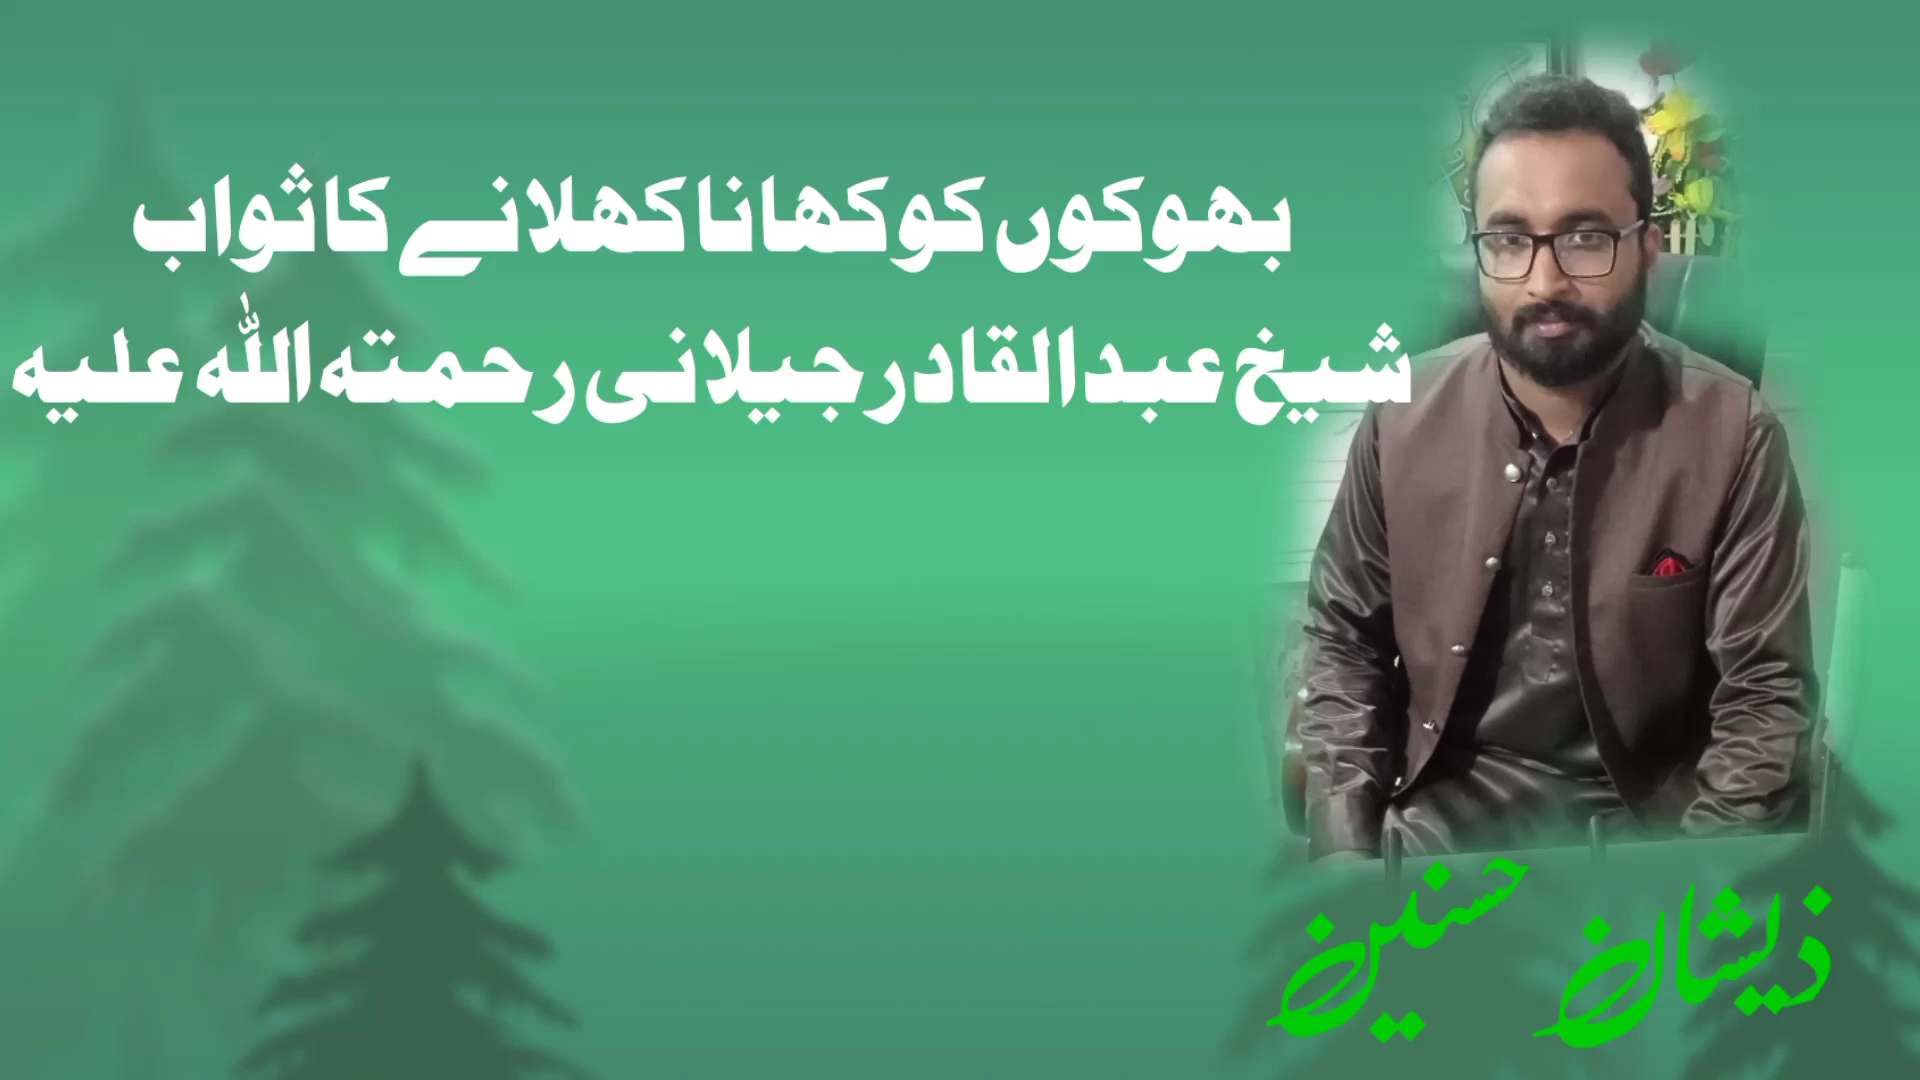 بھوکوں کو کھانا کھلانے کا ثواب
شیخ عبدالقادر جیلانی رحمتہ اللہ علیہ
ذیشان حسنین